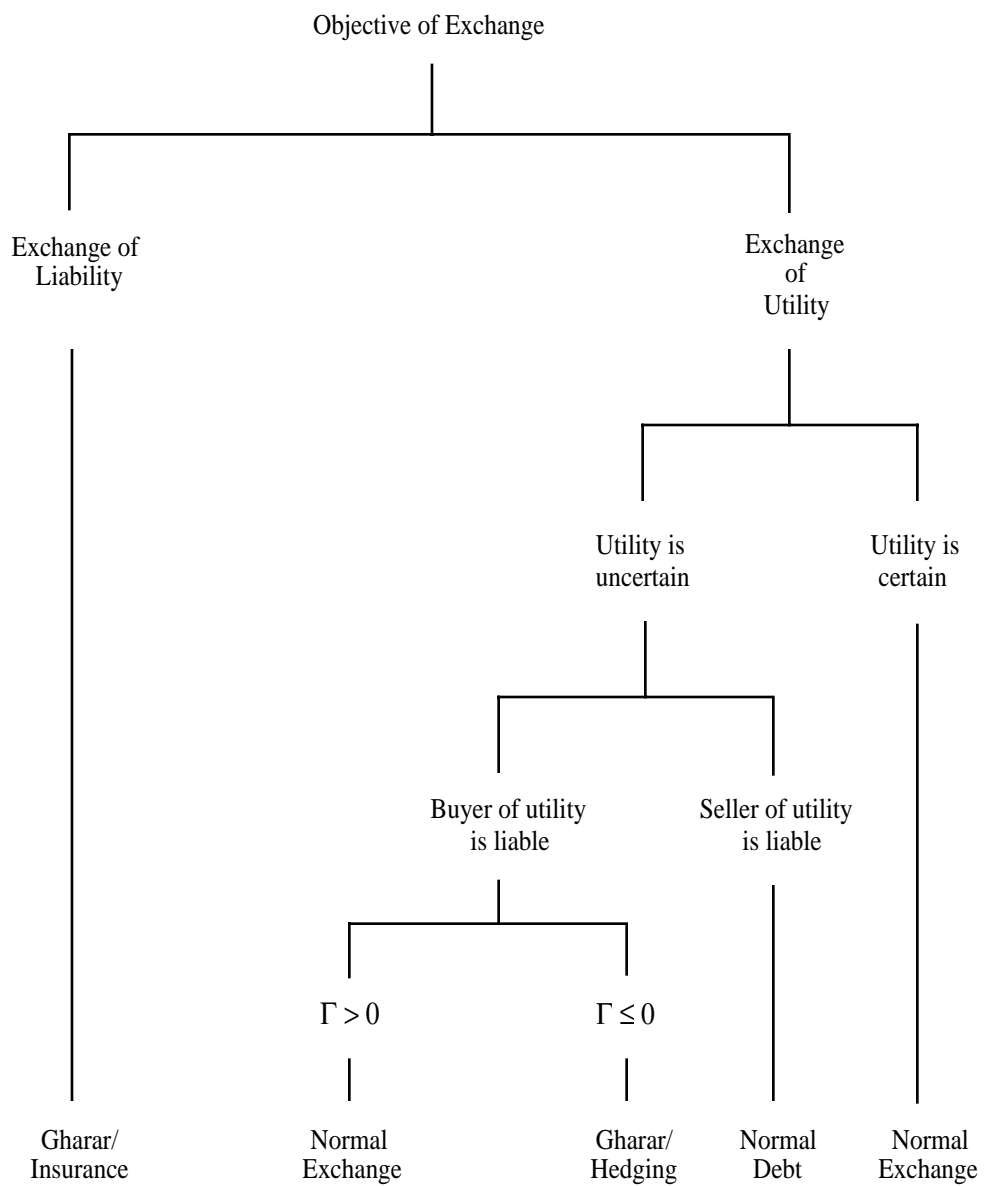 Objective of Exchange
Exchange of
Liability
Exchange
of
Utility
Utility is
uncertain
Utility is
certain
Buyer of utility
is liable
Seller of utility
is liable
Γ > 0
Γ ≤ 0
Gharar/
Insurance
Normal
Exchange
Gharar/
Hedging
Normal
Debt
Normal
Exchange